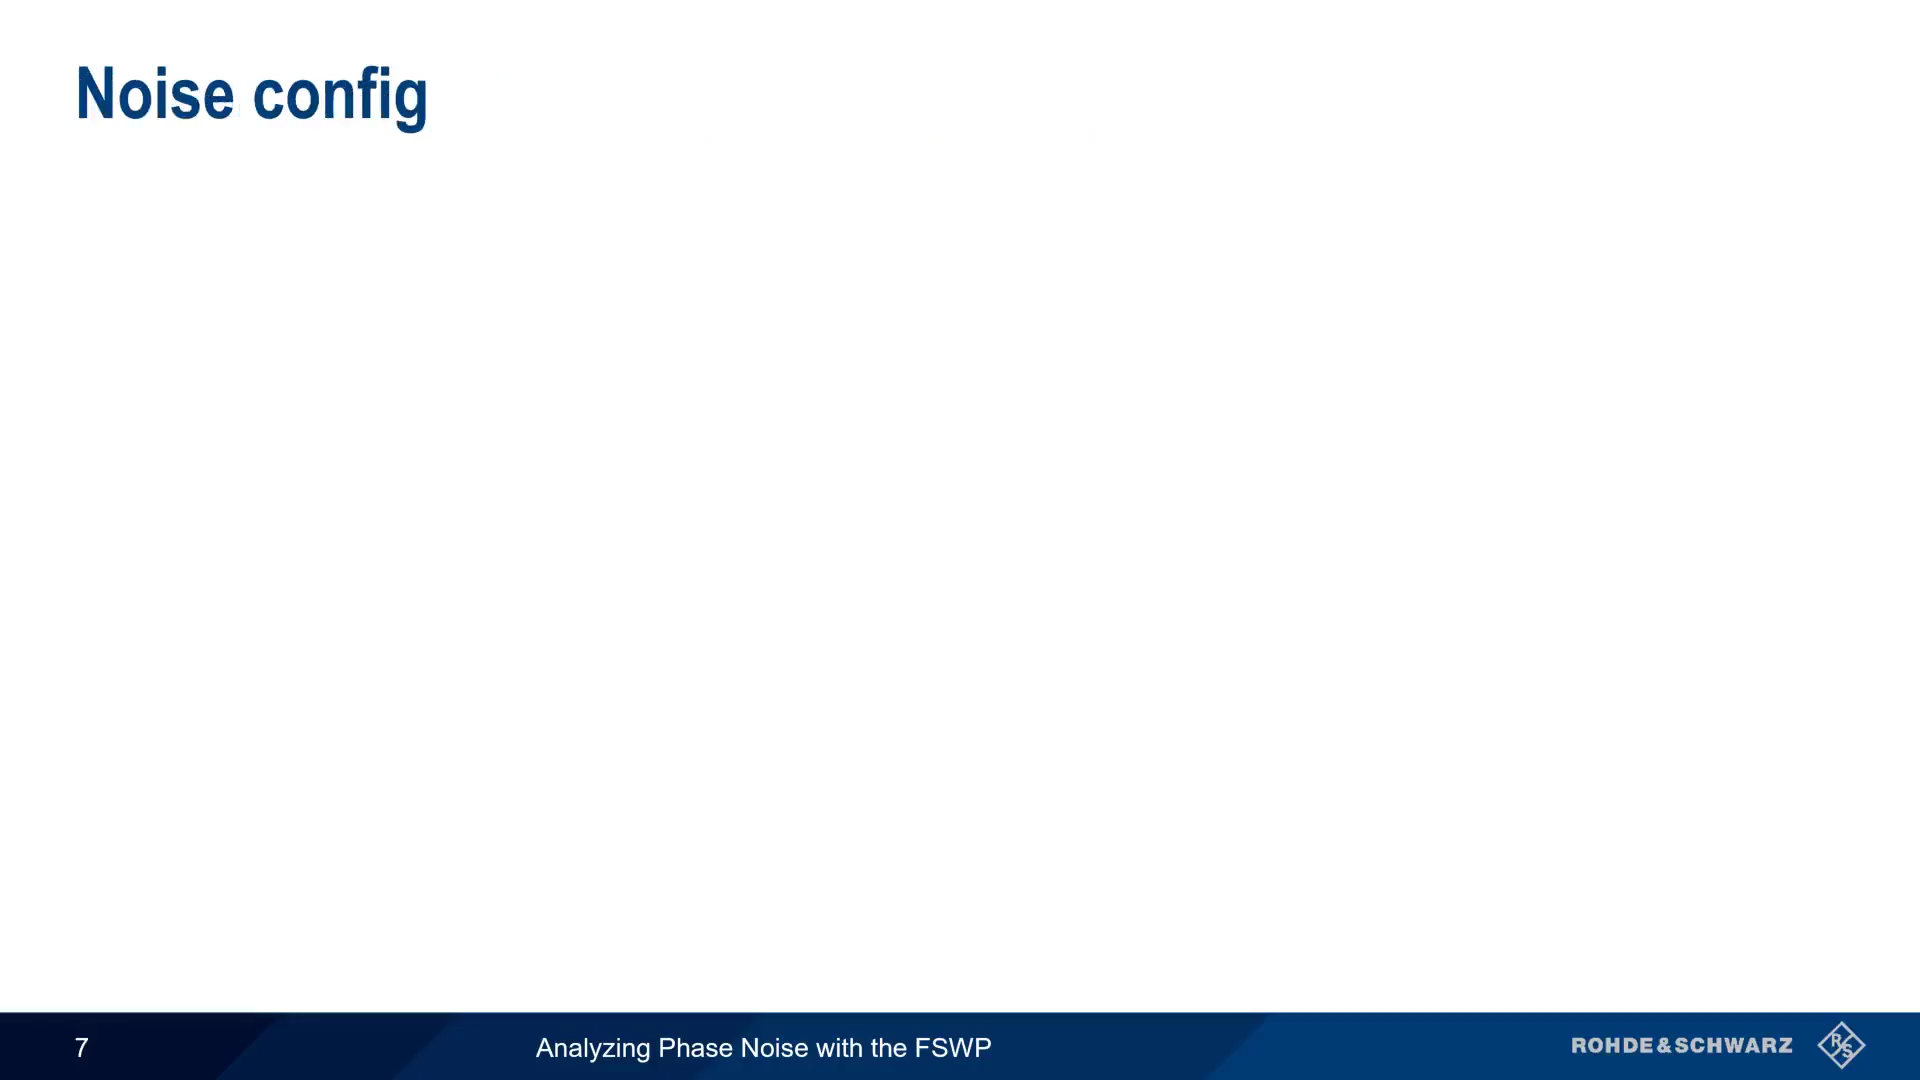 Noise config
7
Analyzing Phase Noise with the FSWP
ROHDE&SCHWARZ
R
S